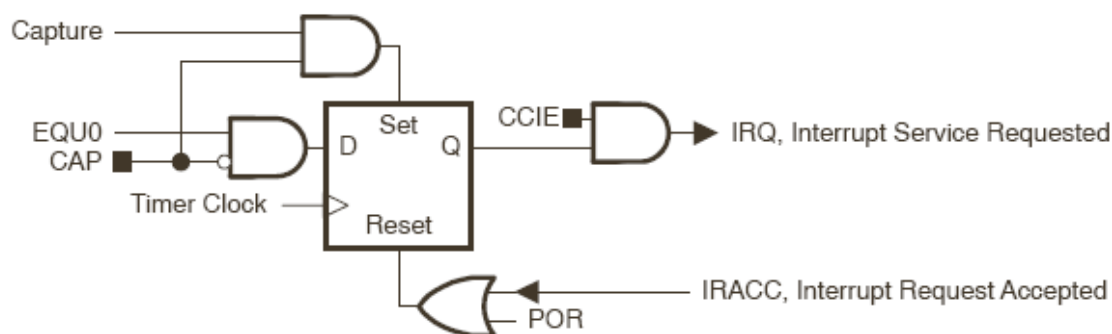 Capture
EQU0
CAP
Timer Clock
D
Set
Q
Reset
CCIE
IRQ, Interrupt Service Requested
IRACC, Interrupt Request Accepted
POR